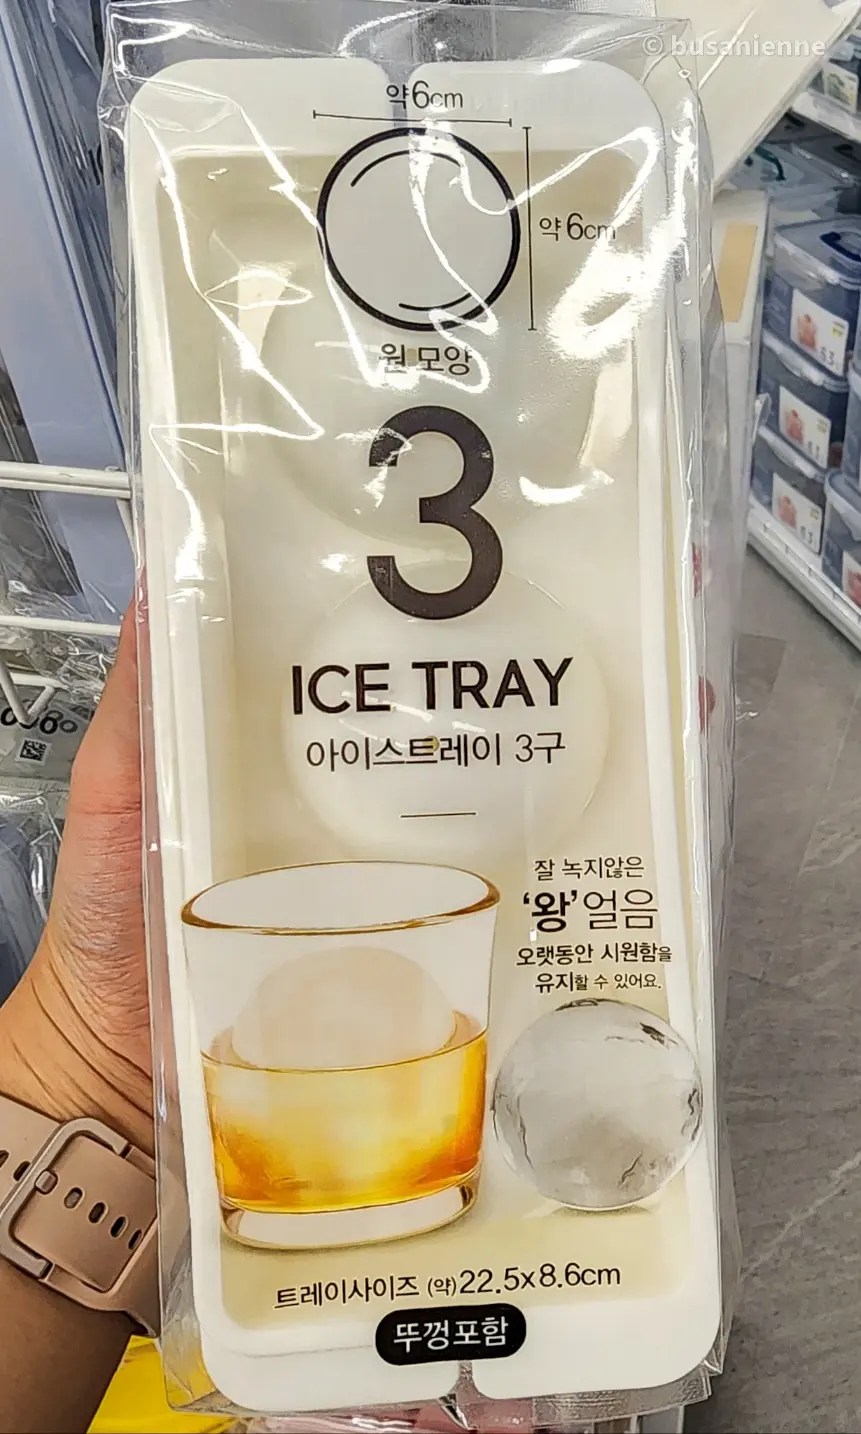 © busanienne
약6cm
약6cm
원 모양
3
ICE TRAY
아이스트레이 3구
잘 녹지않은
‘왕’얼음
오랫동안 시원함을
유지할 수 있어요.
트레이사이즈 (약)22.5x8.6cm
뚜껑포함